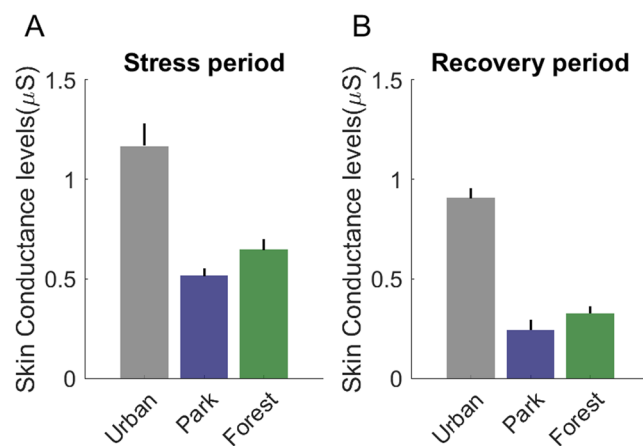 A
Stress period
Skin Conductance levels(μS)
1.5
1
0.5
0
Urban
Park
Forest
B
Recovery period
Skin Conductance levels(μS)
1.5
1
0.5
0
Urban
Park
Forest